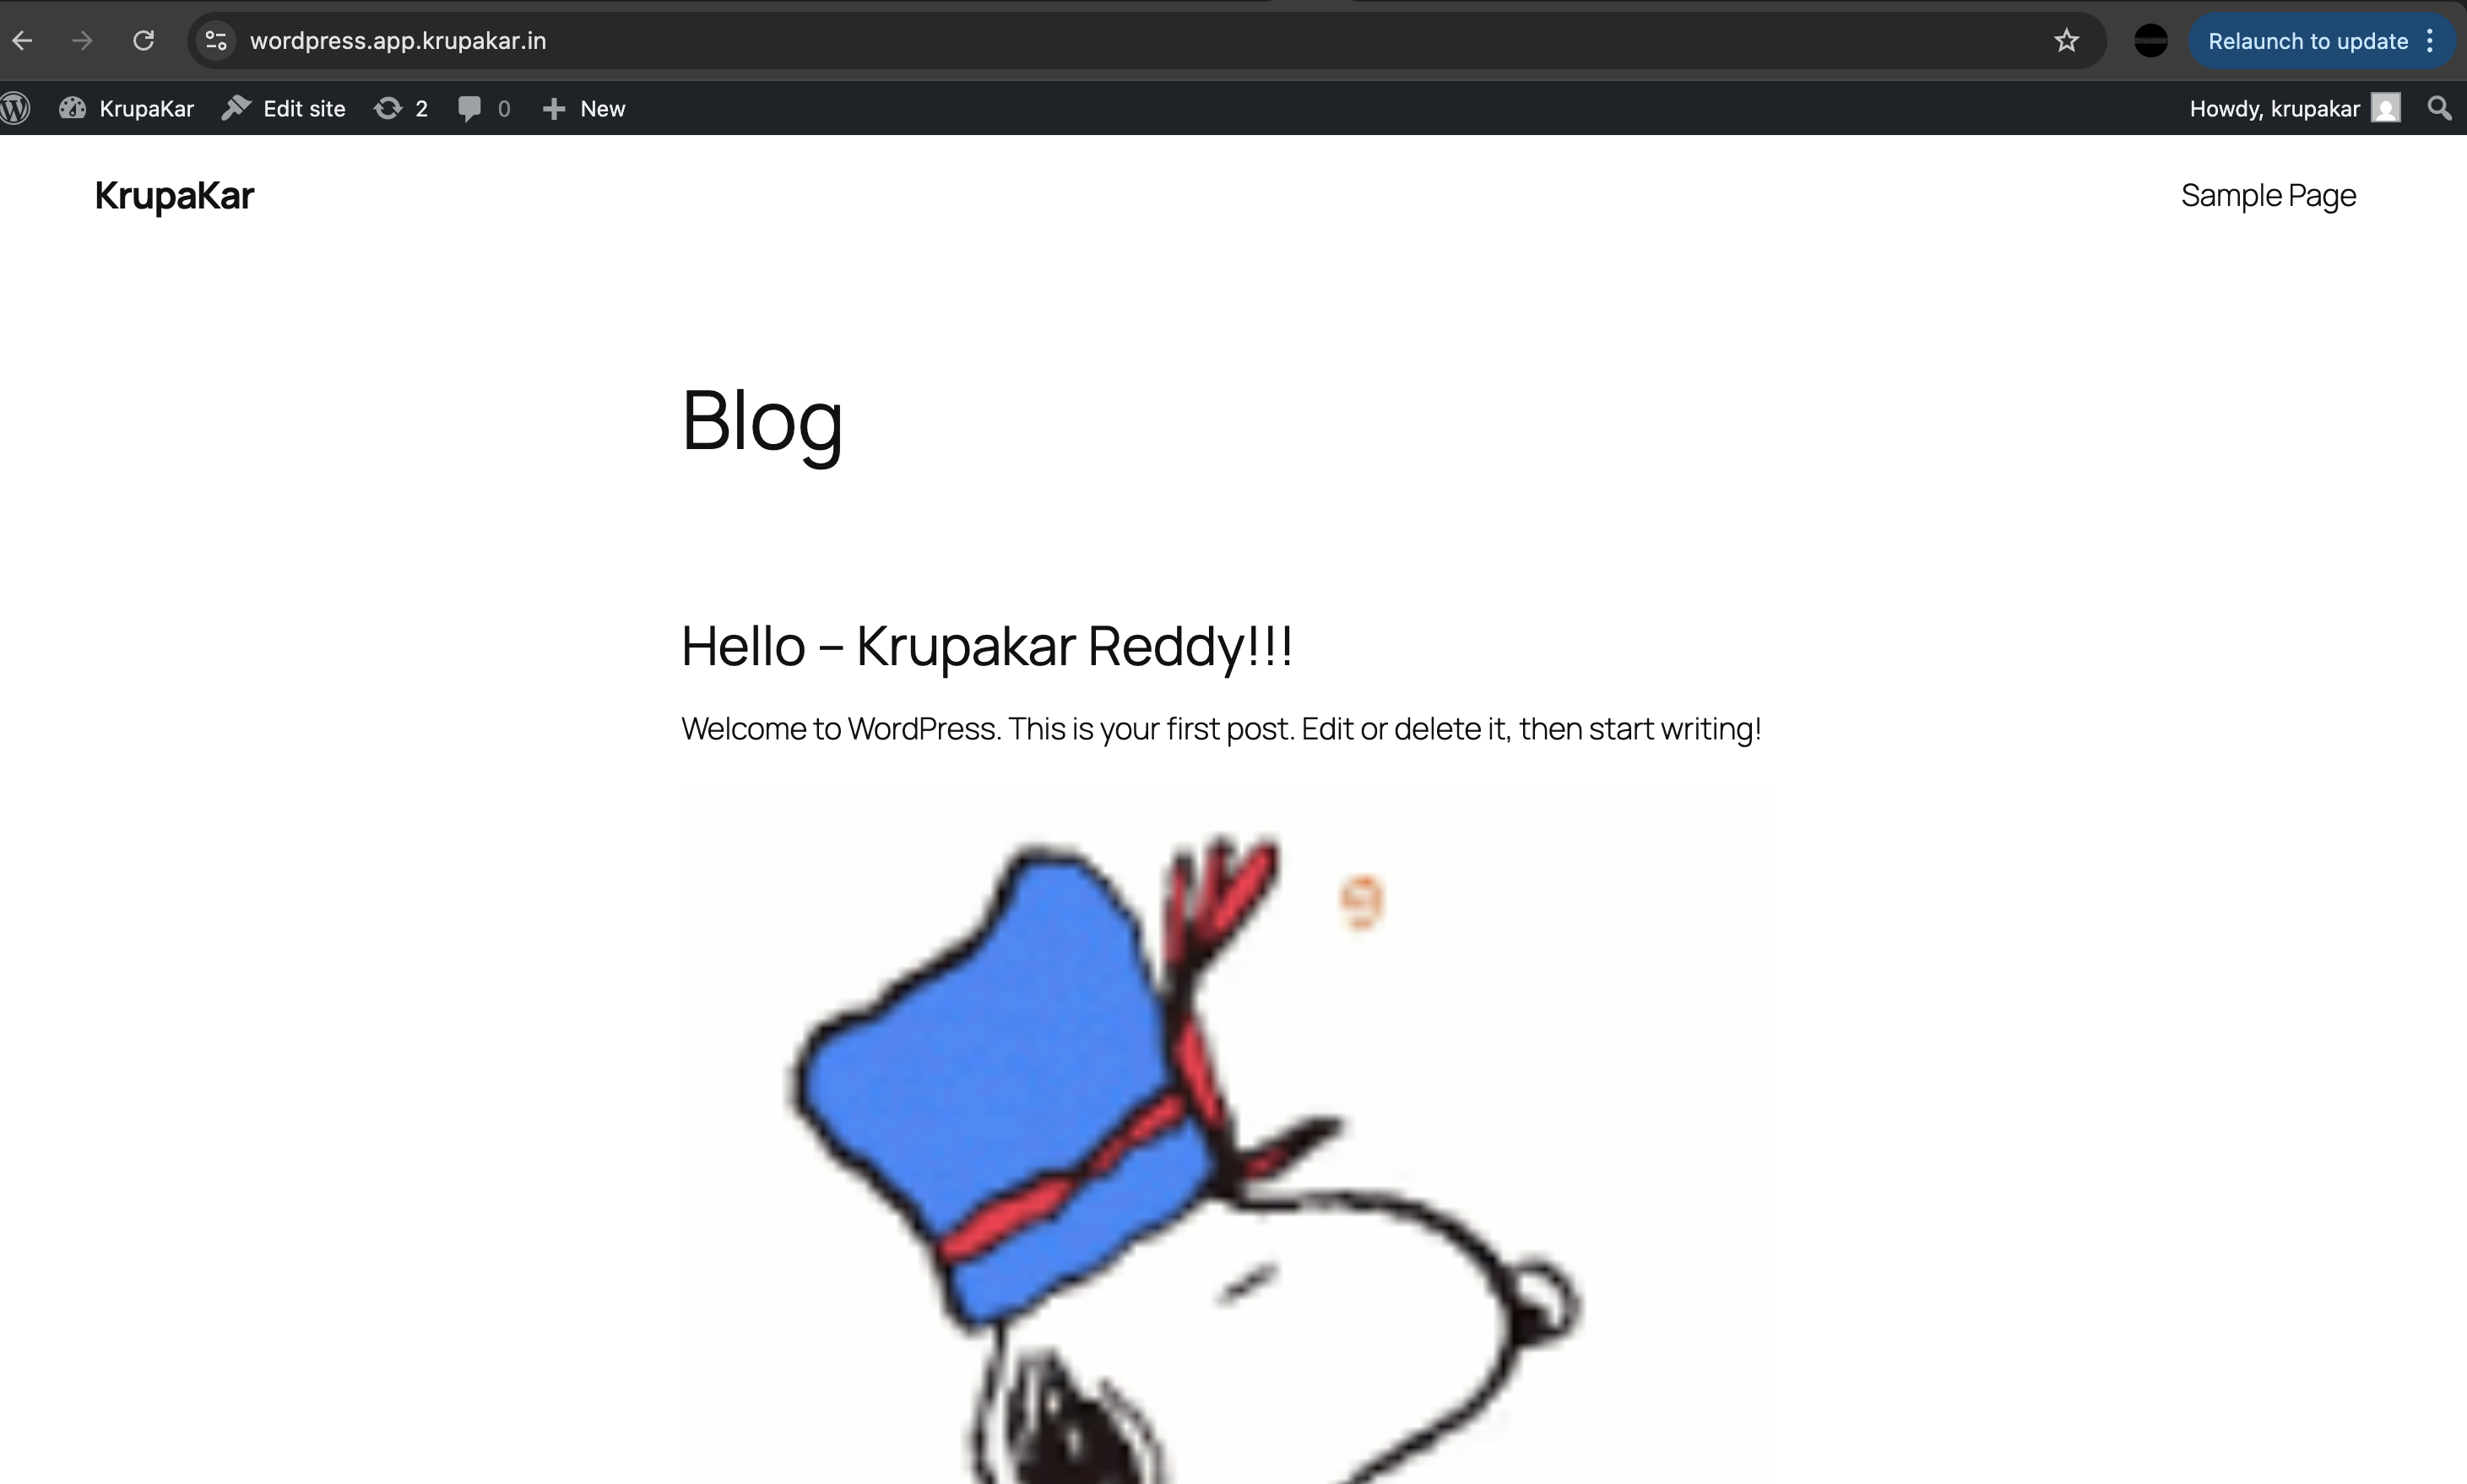 wordpress.app.krupakar.in
Relaunch to update
KrupaKar
Edit site
2
0
New
Howdy, krupakar
KrupaKar
Sample Page
Blog
Hello – Krupakar Reddy!!!
Welcome to WordPress. This is your first post. Edit or delete it, then start writing!
9